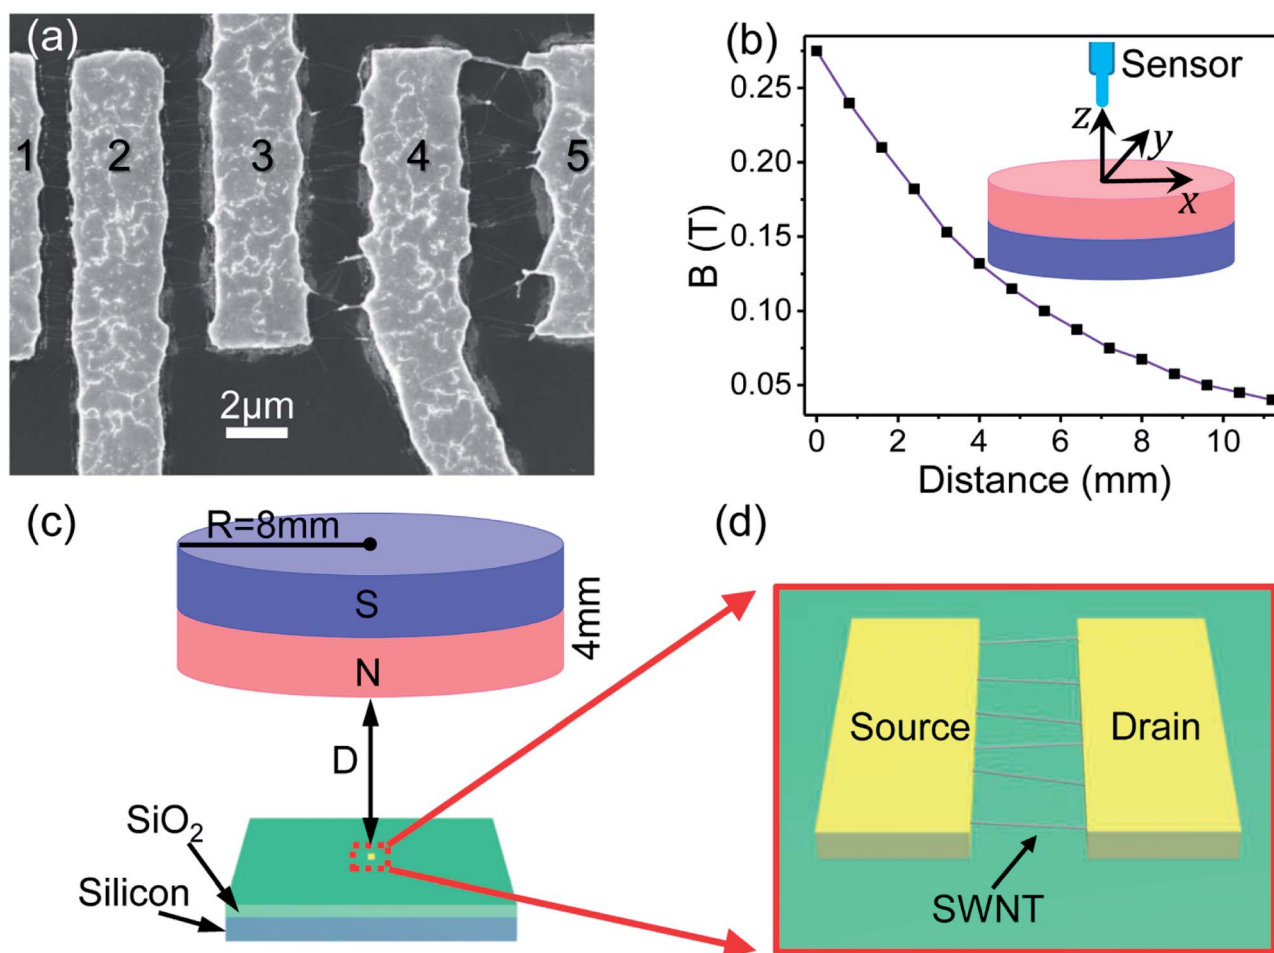 (a)
1 2 3 4 5
2μm
(b)
B (T)
0.25
0.20
0.15
0.10
0.05
0 2 4 6 8 10
Distance (mm)
Sensor
z
y
x
(c)
R=8mm
S
N
4mm
D
SiO₂
Silicon
(d)
Source
Drain
SWNT